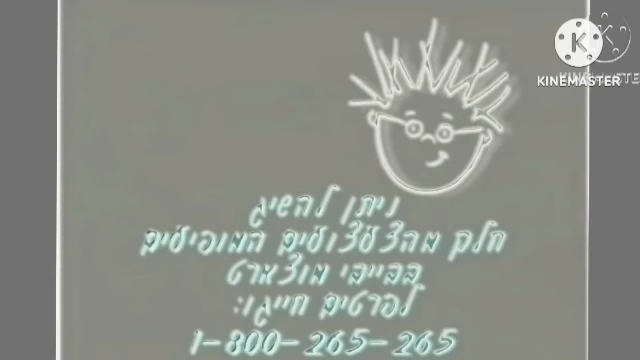 K
KINEMASTER
ניתן להשיג
חלק מהצעצועים המופיעים
בבייבי מוצארט
לפרטים חייגו:
1-800-265-265